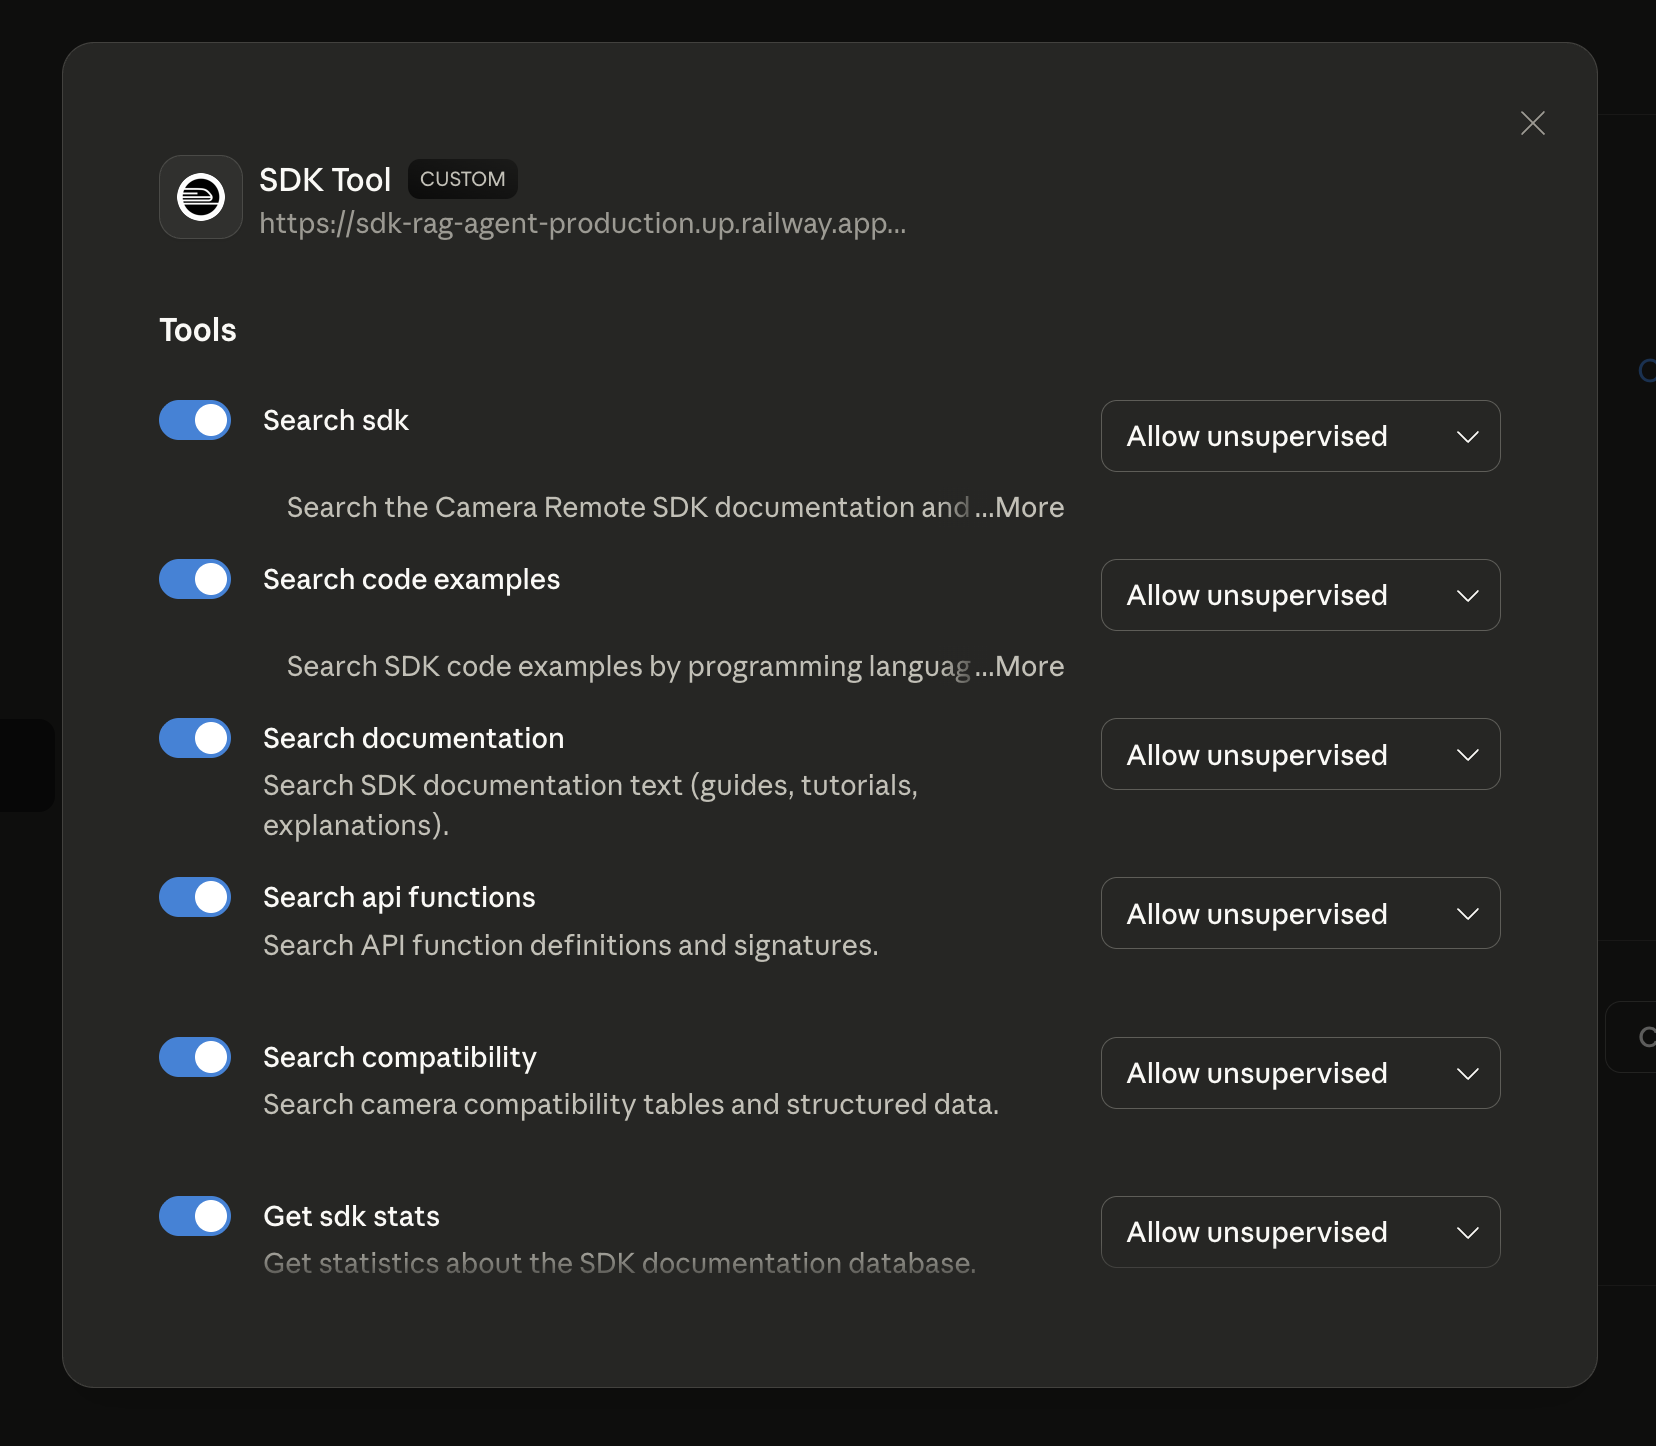 SDK Tool CUSTOM
https://sdk-rag-agent-production.up.railway.app...
Tools
Search sdk
Allow unsupervised
Search the Camera Remote SDK documentation and ...More
Search code examples
Allow unsupervised
Search SDK code examples by programming languag ...More
Search documentation
Allow unsupervised
Search SDK documentation text (guides, tutorials,
explanations).
Search api functions
Allow unsupervised
Search API function definitions and signatures.
Search compatibility
Allow unsupervised
Search camera compatibility tables and structured data.
Get sdk stats
Allow unsupervised
Get statistics about the SDK documentation database.